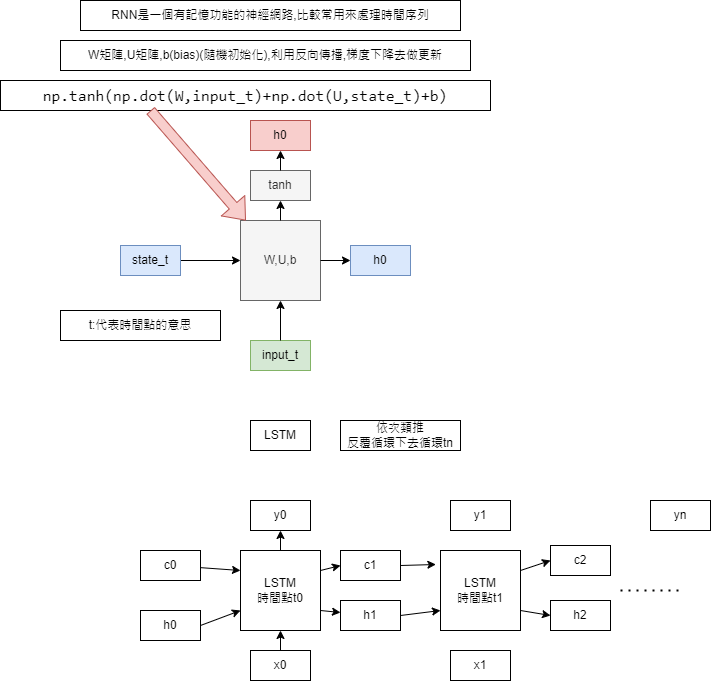 RNN是一個有記憶功能的神經網路,比較常用來處理時間序列
W矩陣,U矩陣,b(bias)(隨機初始化),利用反向傳播,梯度下降去做更新
np.tanh(np.dot(W,input_t)+np.dot(U,state_t)+b)
h0
tanh
state_t
W,U,b
h0
t:代表時間點的意思
input_t
LSTM
依次類推
反覆循環下去循環tn
y0
y1
yn
c0
LSTM
時間點t0
c1
LSTM
時間點t1
c2
........
h0
h1
h2
x0
x1